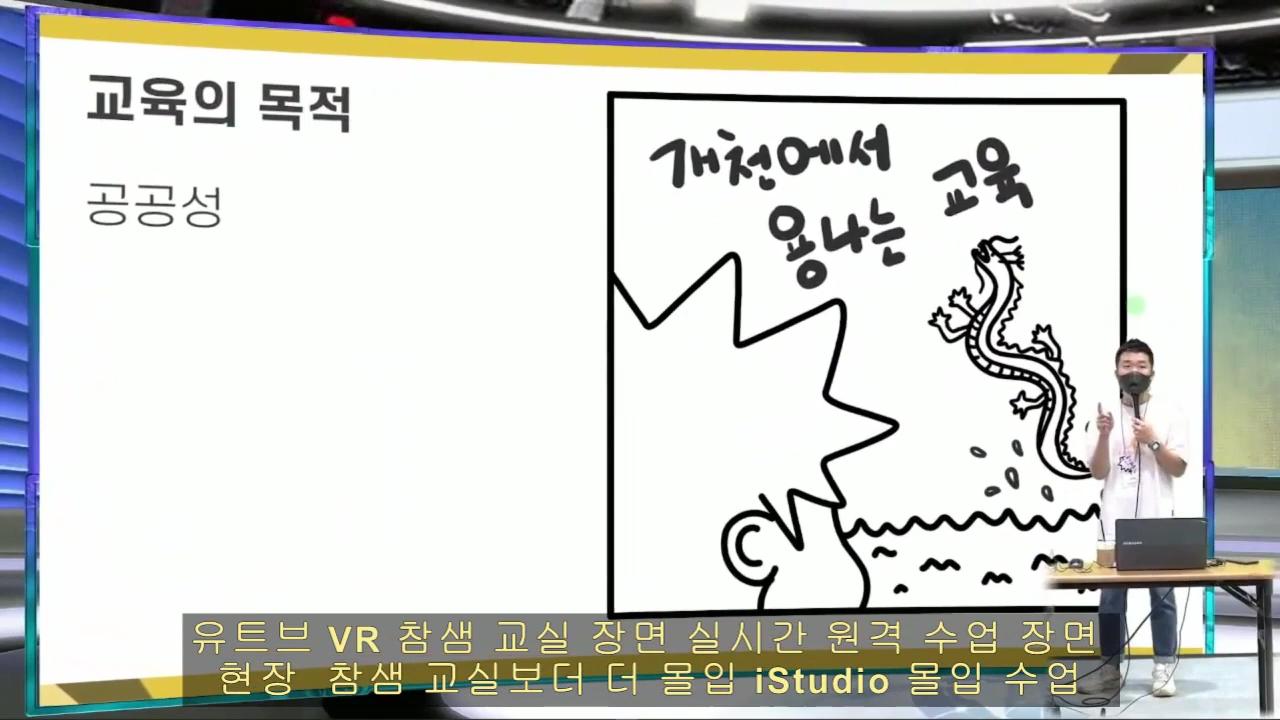 교육의 목적
공공성
개천에서
용나는 교육
유트브 VR 참샘 교실 장면 실시간 원격 수업 장면
현장 참샘 교실보더 더 몰입 iStudio 몰입 수업